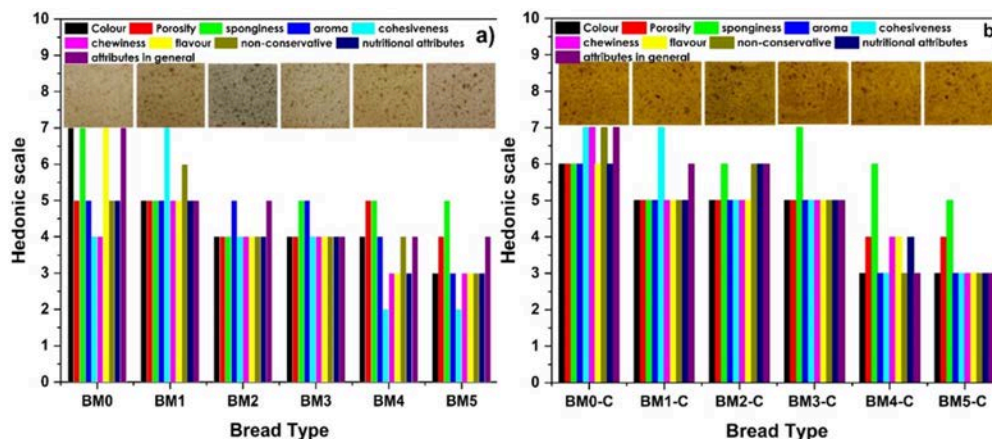 10
9
8
7
6
5
4
3
2
1
0
Hedonic scale
Colour Porosity sponginess aroma cohesiveness
chewiness flavour non-conservative nutritional attributes
attributes in general
a)
BM0 BM1 BM2 BM3 BM4 BM5
Bread Type
10
9
8
7
6
5
4
3
2
1
0
Hedonic scale
Colour Porosity sponginess aroma cohesiveness
chewiness flavour non-conservative nutritional attributes
attributes in general
b
BM0-C BM1-C BM2-C BM3-C BM4-C BM5-C
Bread Type